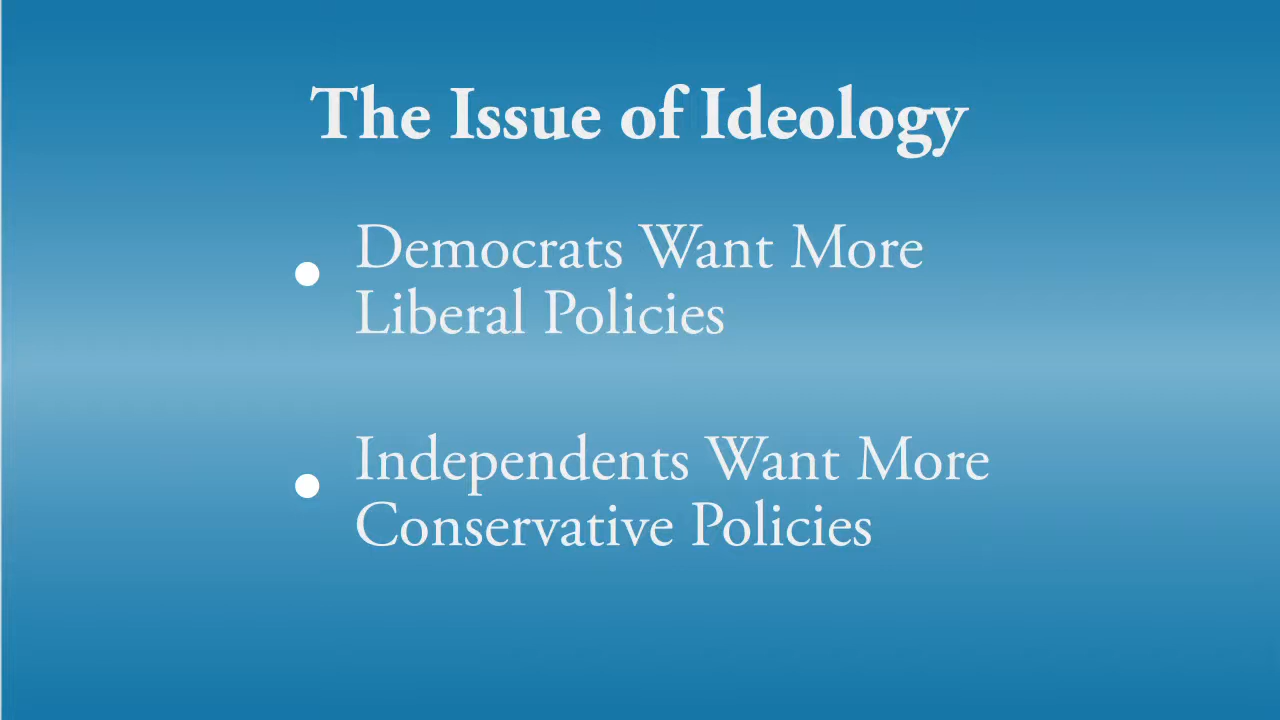 The Issue of Ideology
Democrats Want More
Liberal Policies
Independents Want More
Conservative Policies